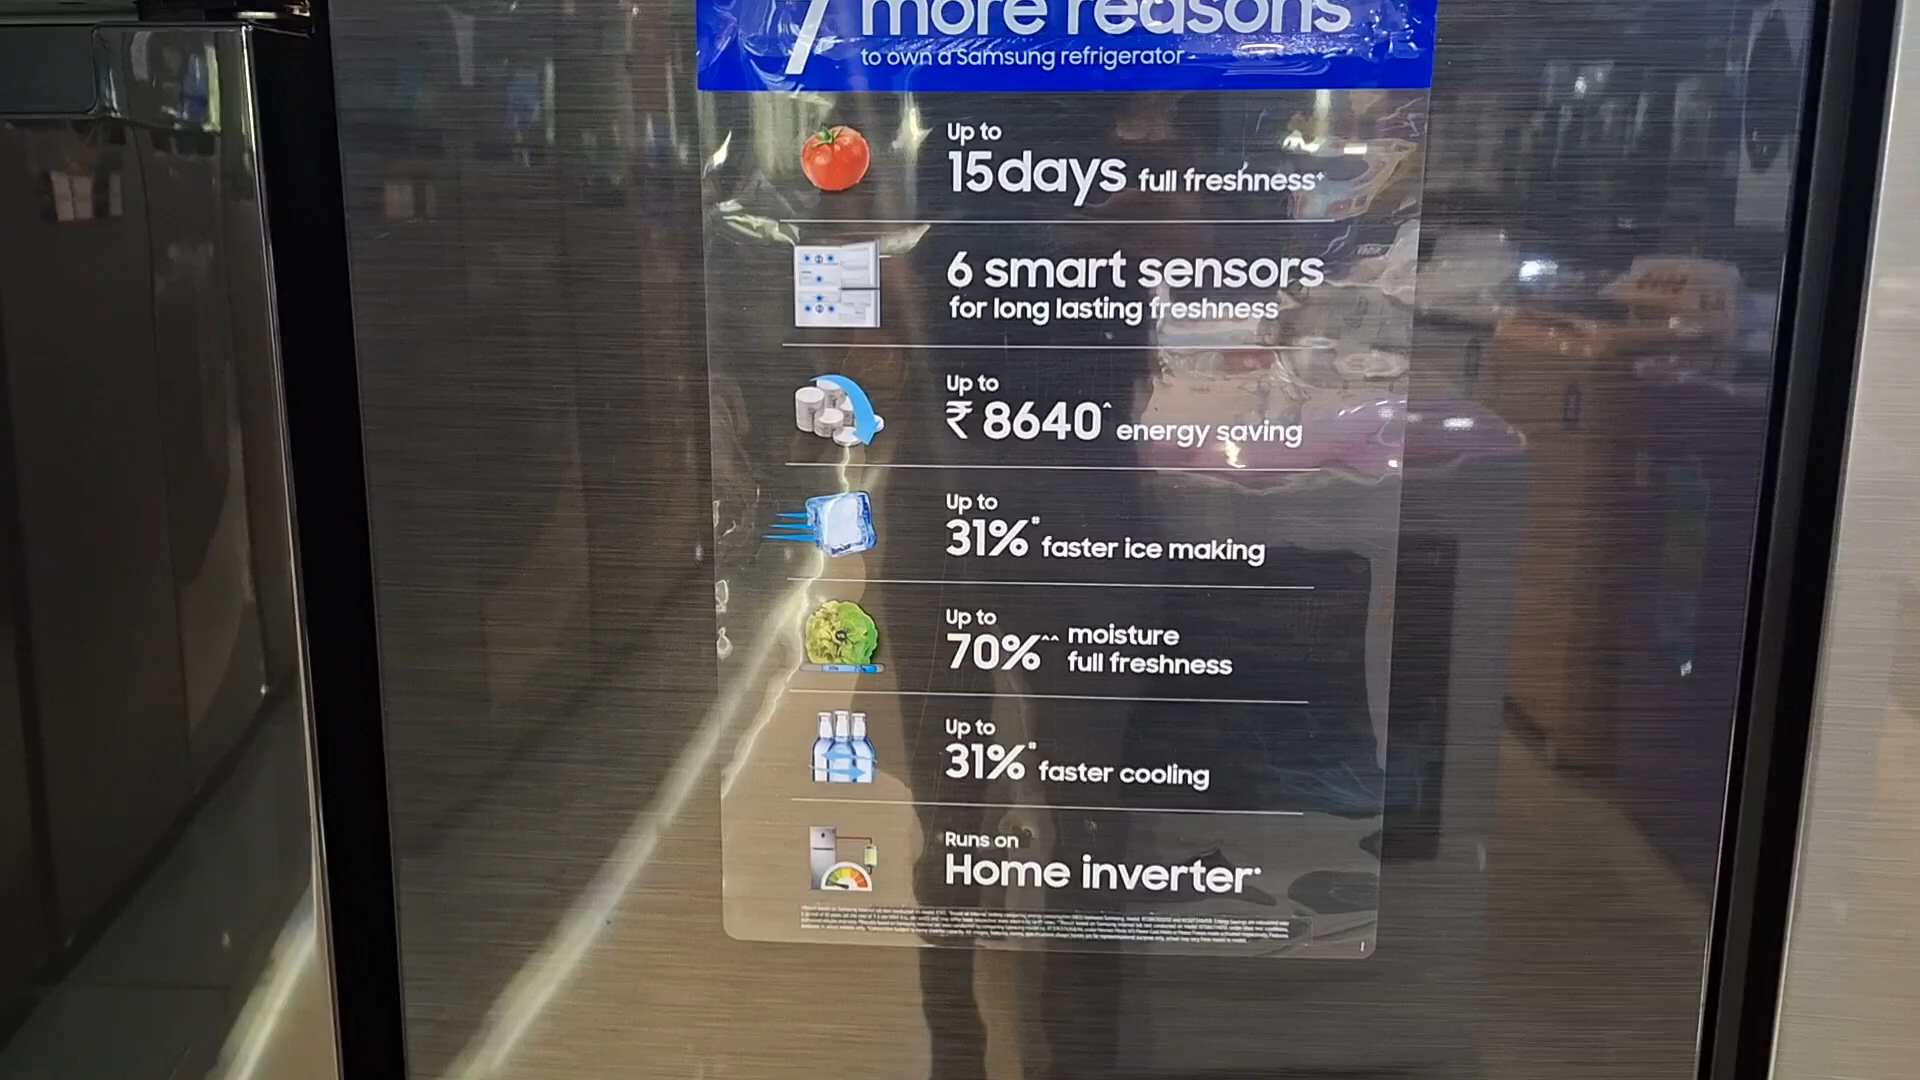 7 more reasons
to own a Samsung refrigerator
Up to
15days full freshness+
6 smart sensors
for long lasting freshness
Up to
₹ 8640^ energy saving
Up to
31%# faster ice making
Up to
70%^^ moisture
full freshness
Up to
31%# faster cooling
Runs on
Home inverter*